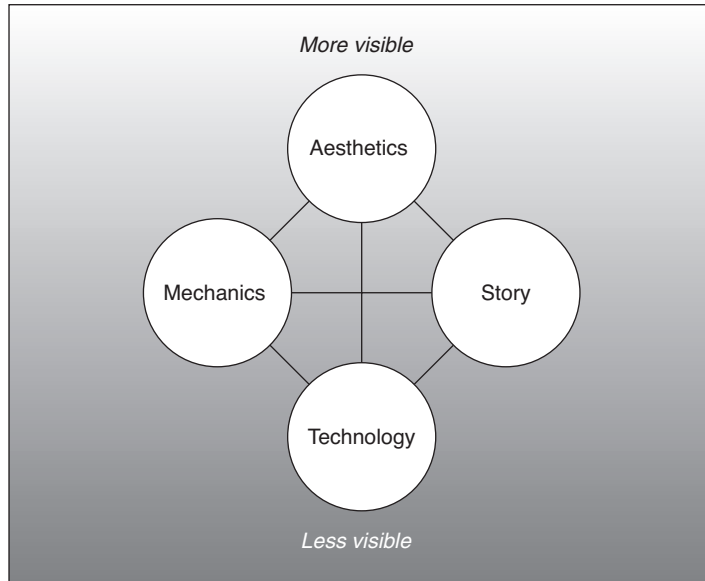 More visible
Aesthetics
Mechanics
Story
Technology
Less visible